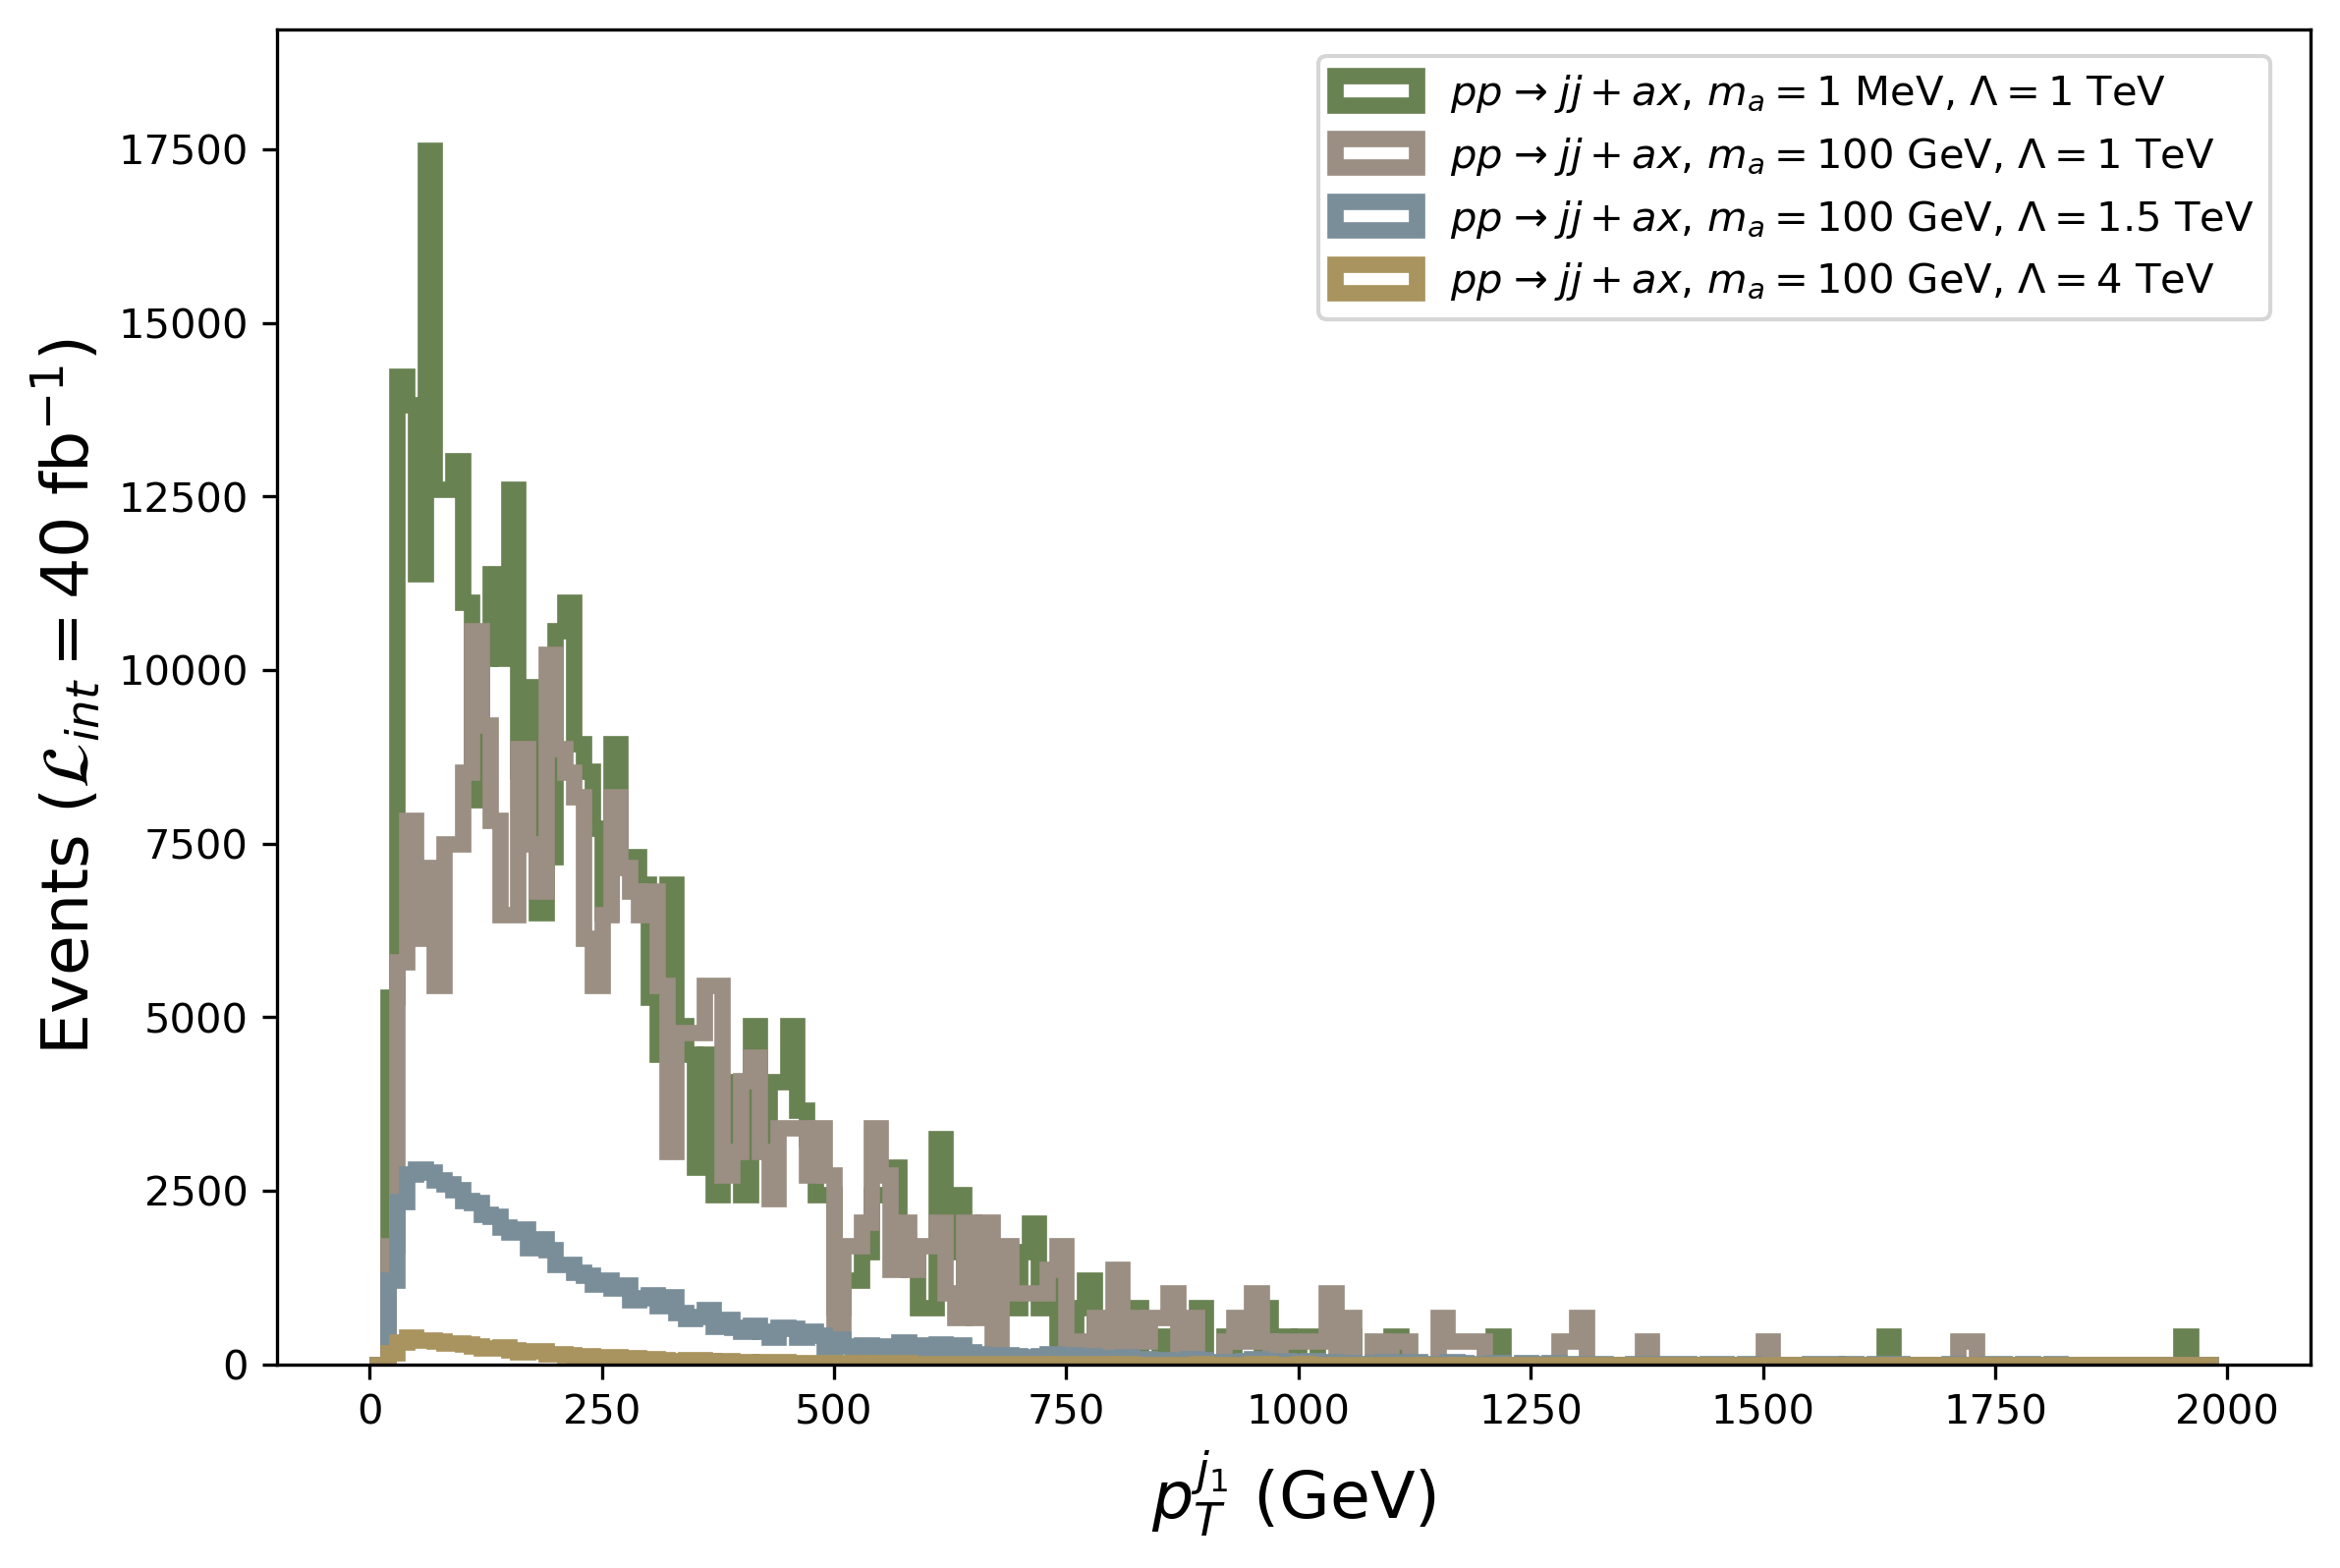 Events (ℒ_int = 40 fb⁻¹)
17500
15000
12500
10000
7500
5000
2500
0
pp → jj + ax, m_a = 1 MeV, Λ = 1 TeV
pp → jj + ax, m_a = 100 GeV, Λ = 1 TeV
pp → jj + ax, m_a = 100 GeV, Λ = 1.5 TeV
pp → jj + ax, m_a = 100 GeV, Λ = 4 TeV
0 250 500 750 1000 1250 1500 1750 2000
p_T^{j_1} (GeV)